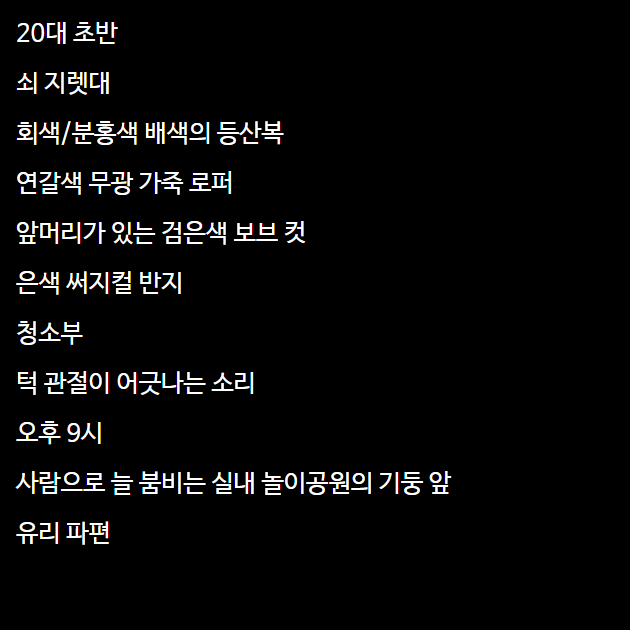 20대 초반
쇠 지렛대
회색/분홍색 배색의 등산복
연갈색 무광 가죽 로퍼
앞머리가 있는 검은색 보브 컷
은색 써지컬 반지
청소부
턱 관절이 어긋나는 소리
오후 9시
사람으로 늘 붐비는 실내 놀이공원의 기둥 앞
유리 파편